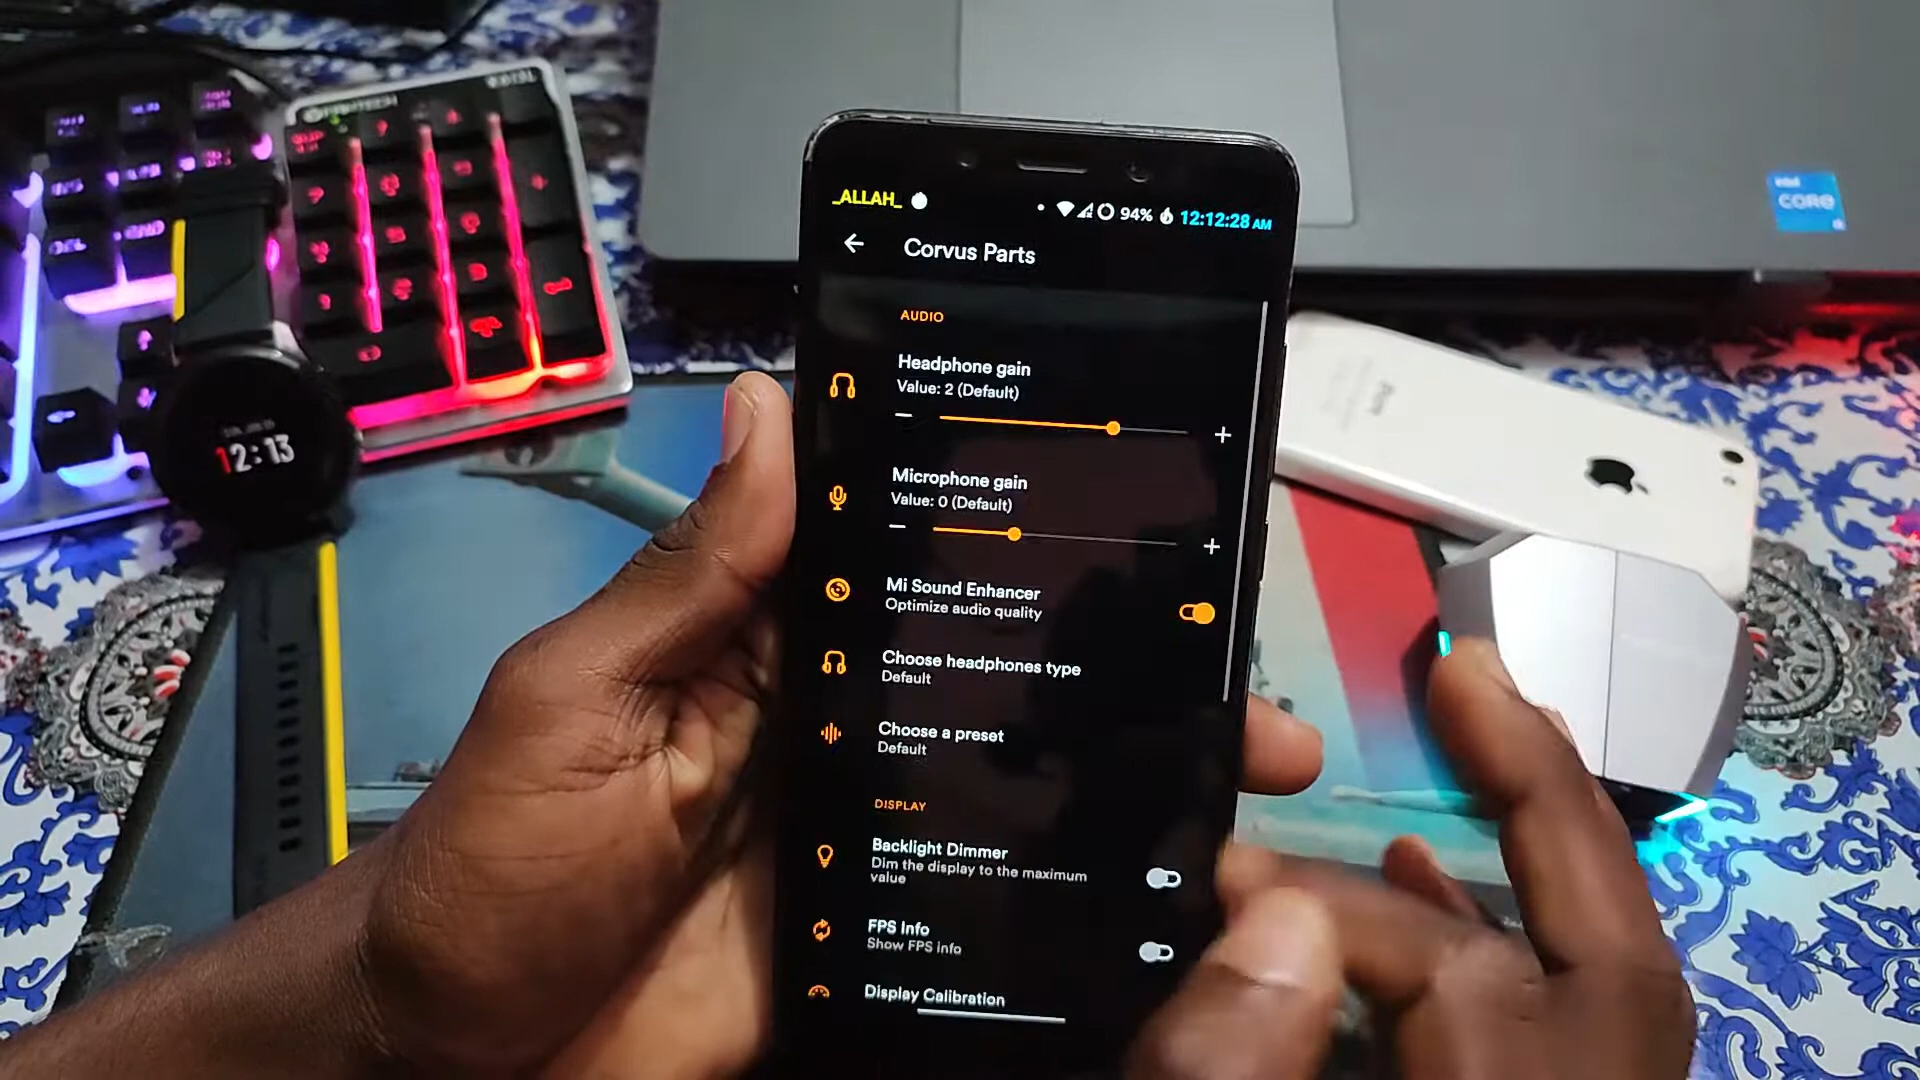 _ALLAH_
94%
12:12:28 AM
Corvus Parts
AUDIO
Headphone gain
Value: 2 (Default)
Microphone gain
Value: 0 (Default)
Mi Sound Enhancer
Optimize audio quality
Choose headphones type
Default
Choose a preset
Default
DISPLAY
Backlight Dimmer
Dim the display to the maximum
value
FPS Info
Show FPS info
Display Calibration
12:13
intel
CORE